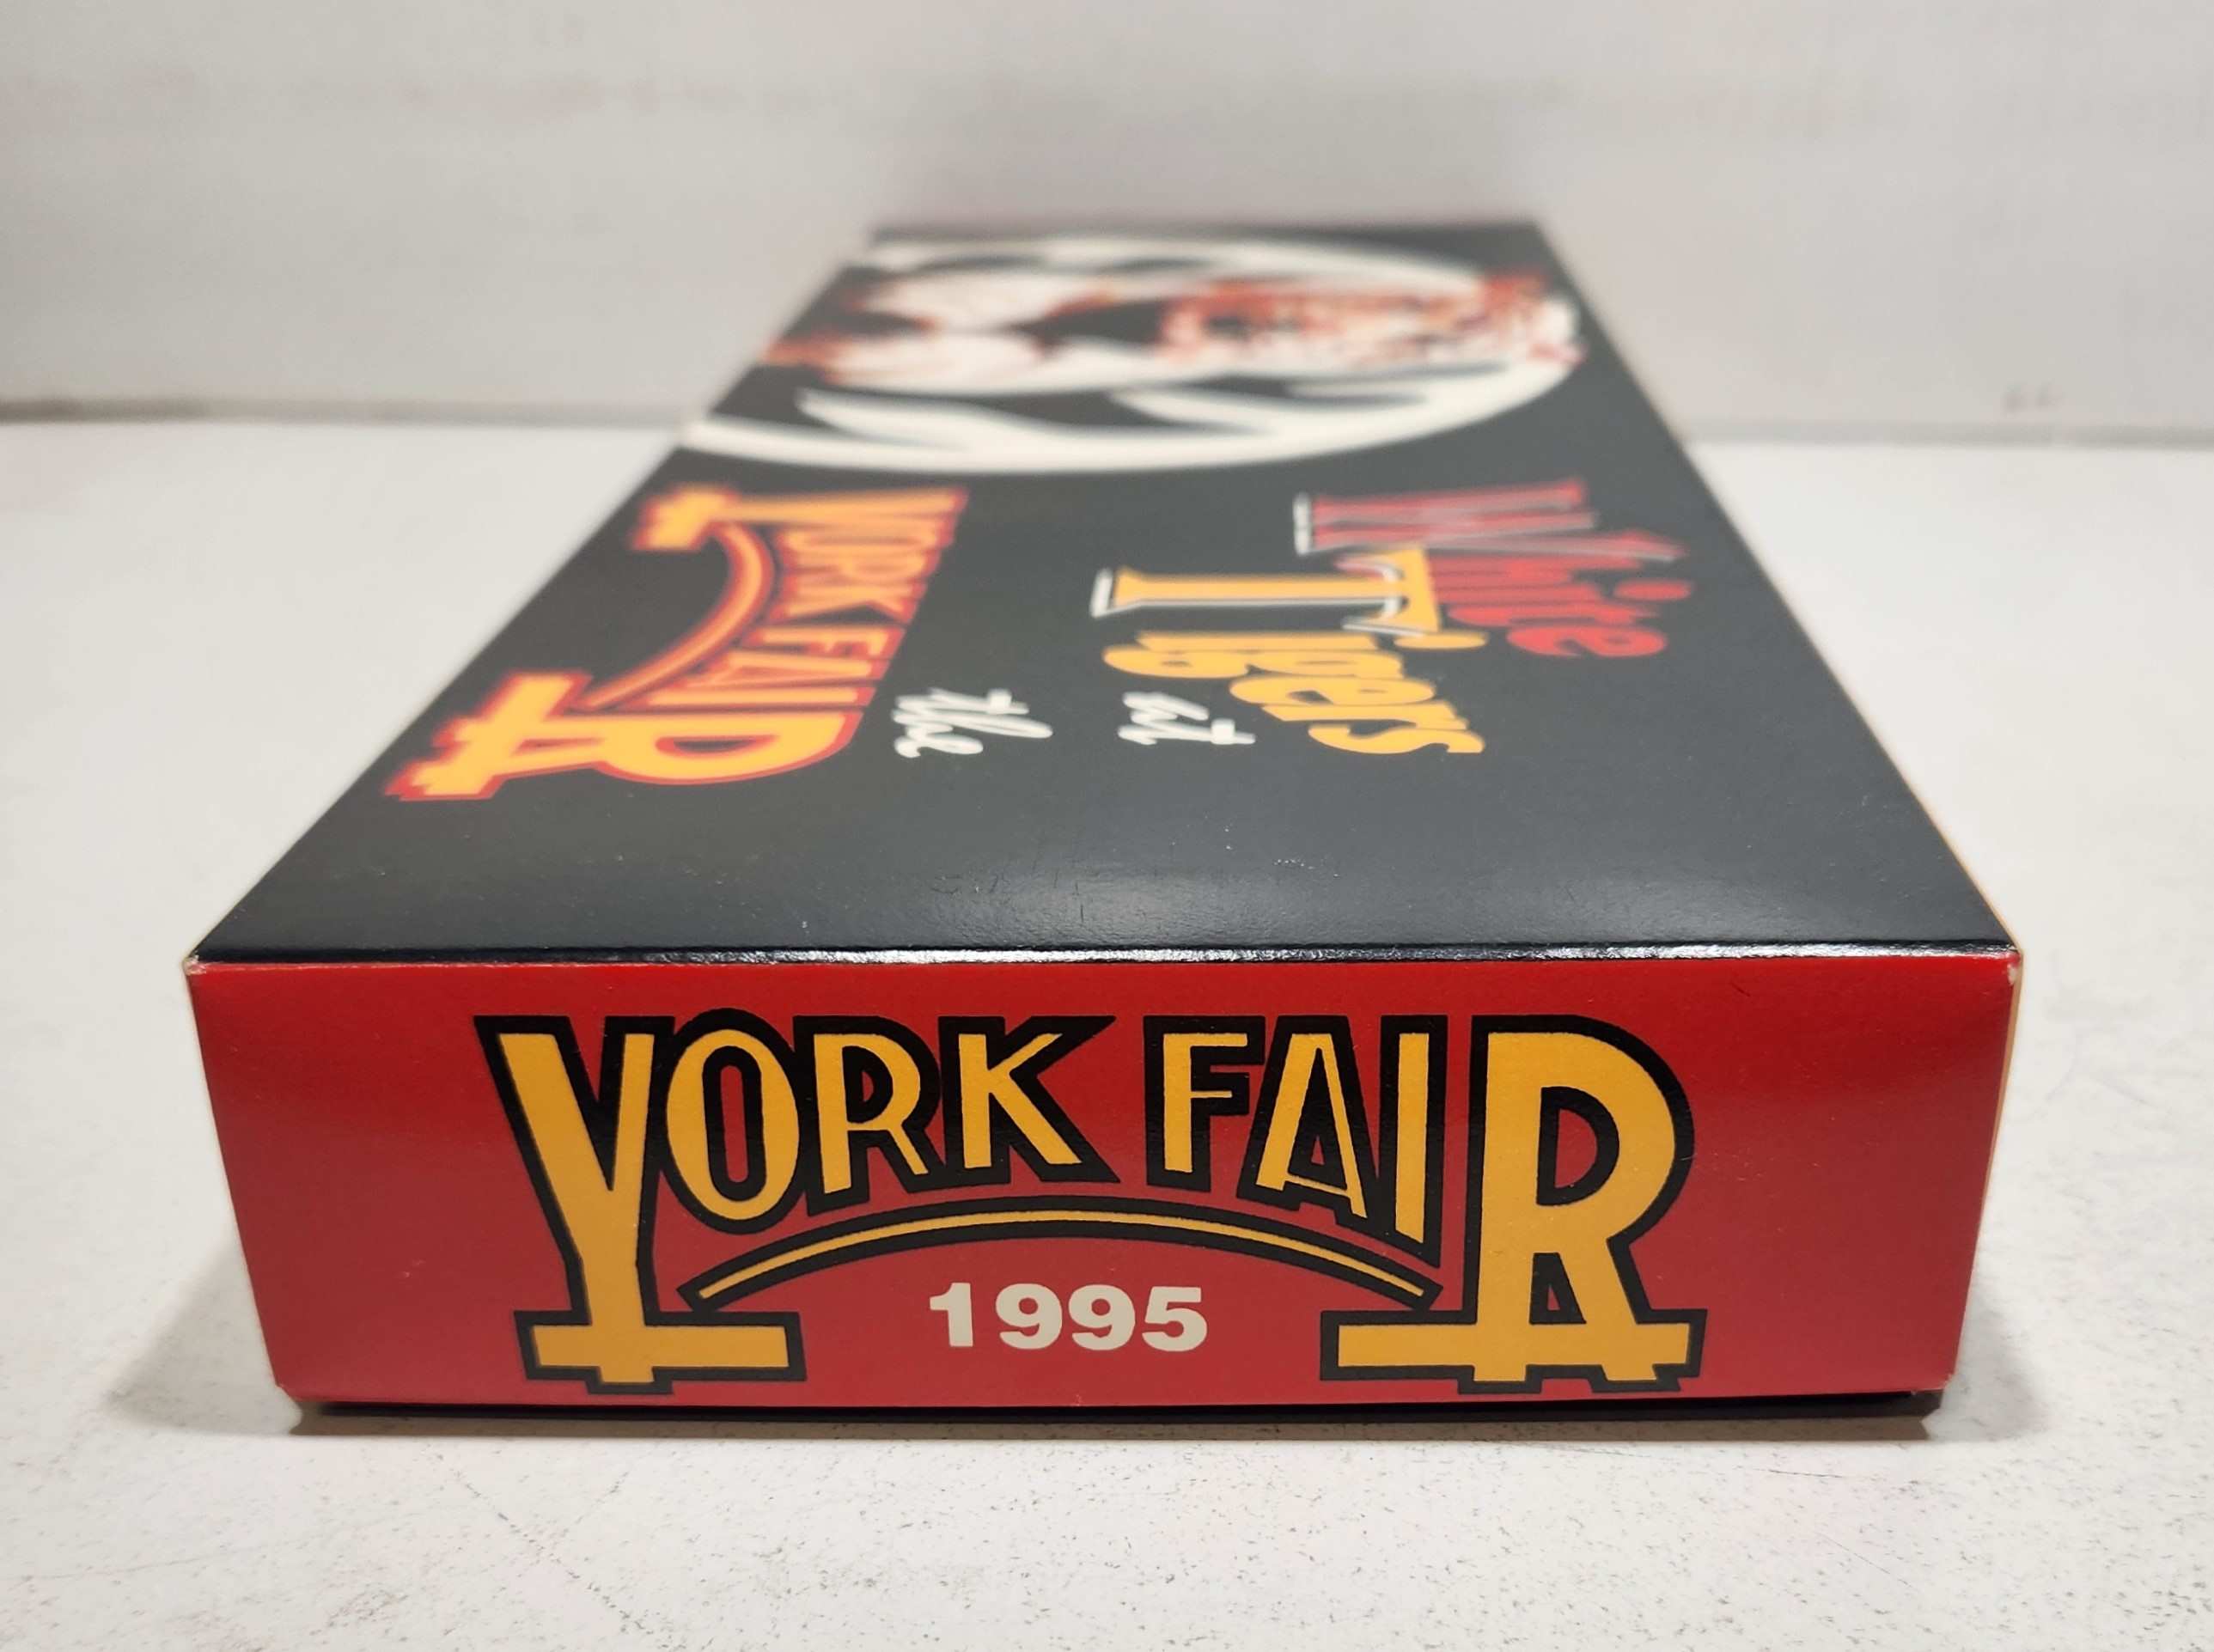 White
Tigers
at
the
YORK FAIR
YORK FAIR
1995